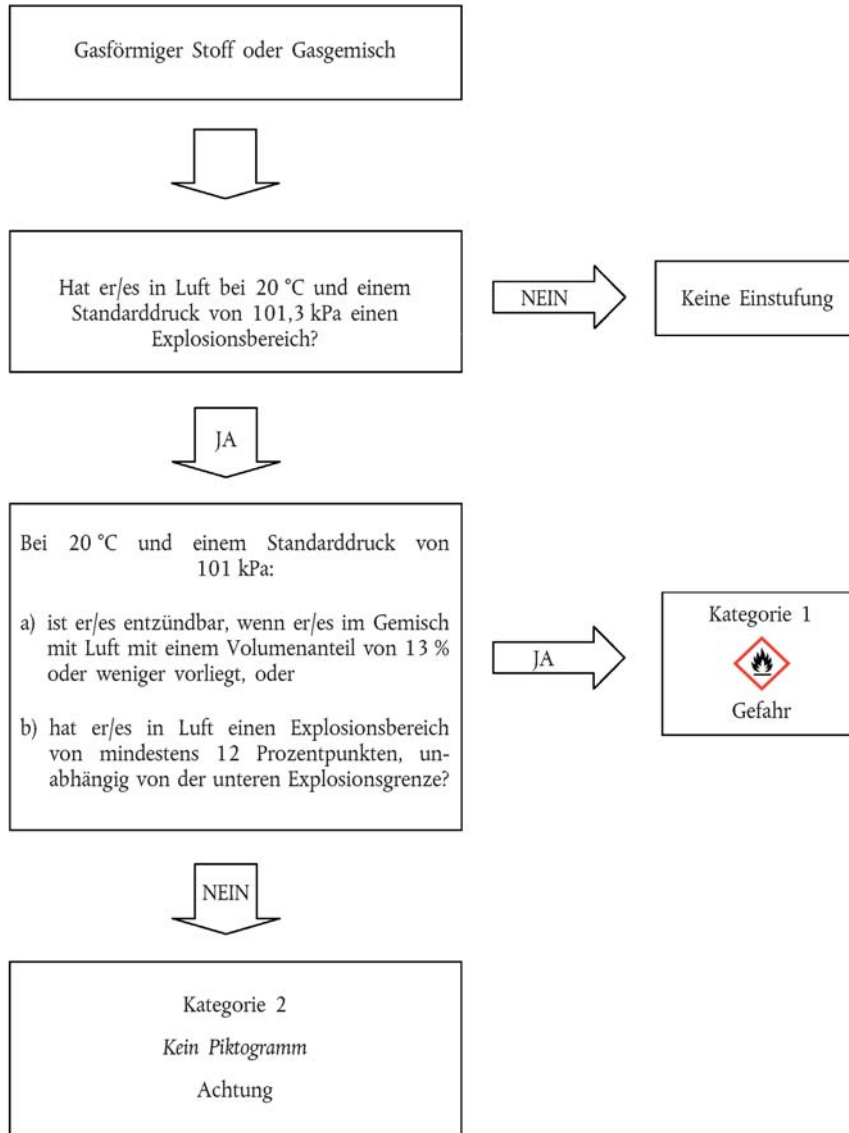 Gasförmiger Stoff oder Gasgemisch
Hat er/es in Luft bei 20 °C und einem
Standarddruck von 101,3 kPa einen
Explosionsbereich?
NEIN
Keine Einstufung
JA
Bei 20 °C und einem Standarddruck von
101 kPa:
a) ist er/es entzündbar, wenn er/es im Gemisch
mit Luft mit einem Volumenanteil von 13 %
oder weniger vorliegt, oder
b) hat er/es in Luft einen Explosionsbereich
von mindestens 12 Prozentpunkten, un-
abhängig von der unteren Explosionsgrenze?
JA
Kategorie 1
Gefahr
NEIN
Kategorie 2
Kein Piktogramm
Achtung